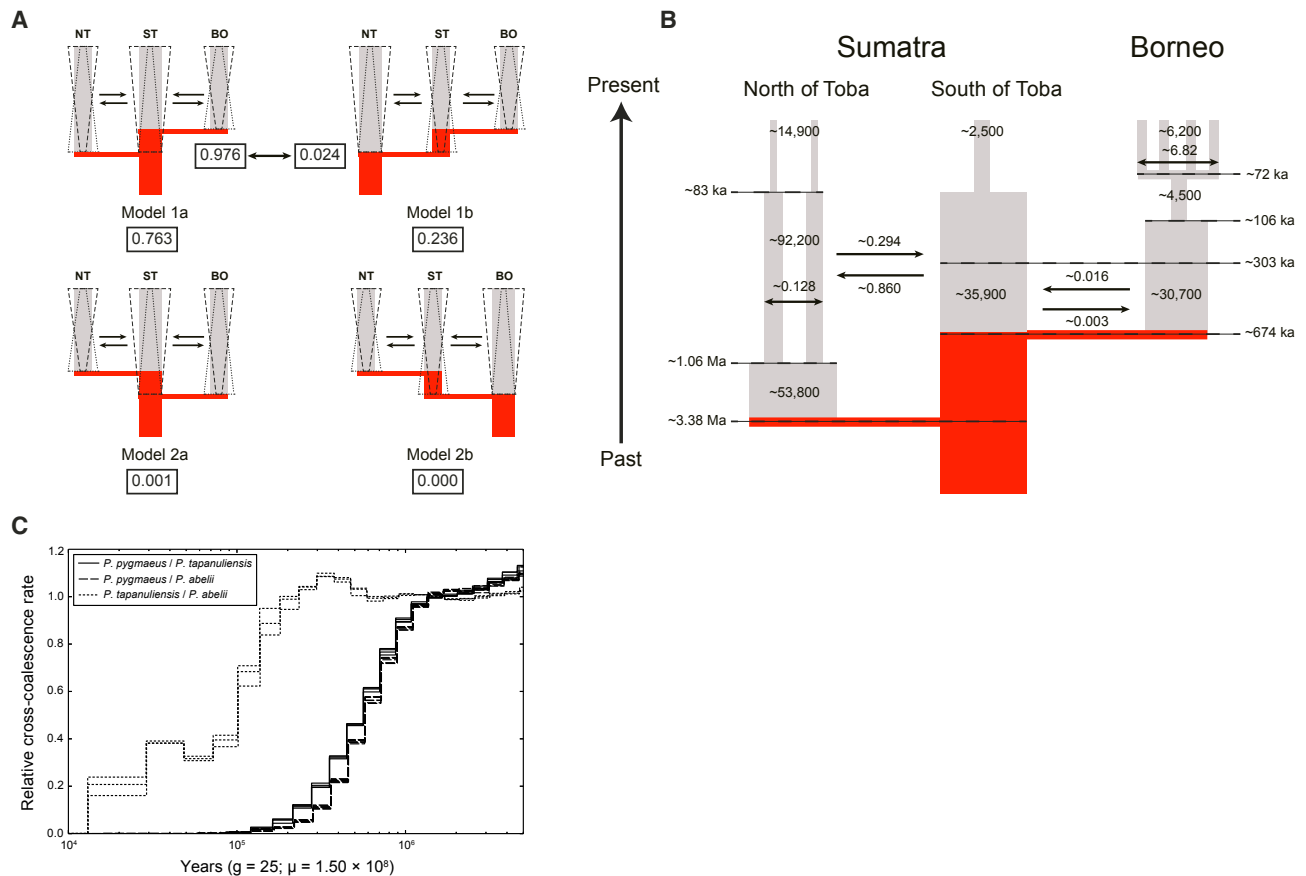 A
NT ST BO
NT ST BO
0.976
0.024
Model 1a
0.763
Model 1b
0.236
NT ST BO
NT ST BO
Model 2a
0.001
Model 2b
0.000
B
Sumatra
Borneo
Present
North of Toba
South of Toba
~14,900
~2,500
~6,200
~6.82
~72 ka
~83 ka
~4,500
~106 ka
~92,200
~0.294
~303 ka
~0.860
~0.016
~0.128
~35,900
~30,700
~0.003
~674 ka
~1.06 Ma
~53,800
~3.38 Ma
Past
C
Relative cross-coalescence rate
1.2
1.0
0.8
0.6
0.4
0.2
0.0
P. pygmaeus / P. tapanuliensis
P. pygmaeus / P. abelii
P. tapanuliensis / P. abelii
10⁴
10⁵
10⁶
Years (g = 25; μ = 1.50 × 10⁸)